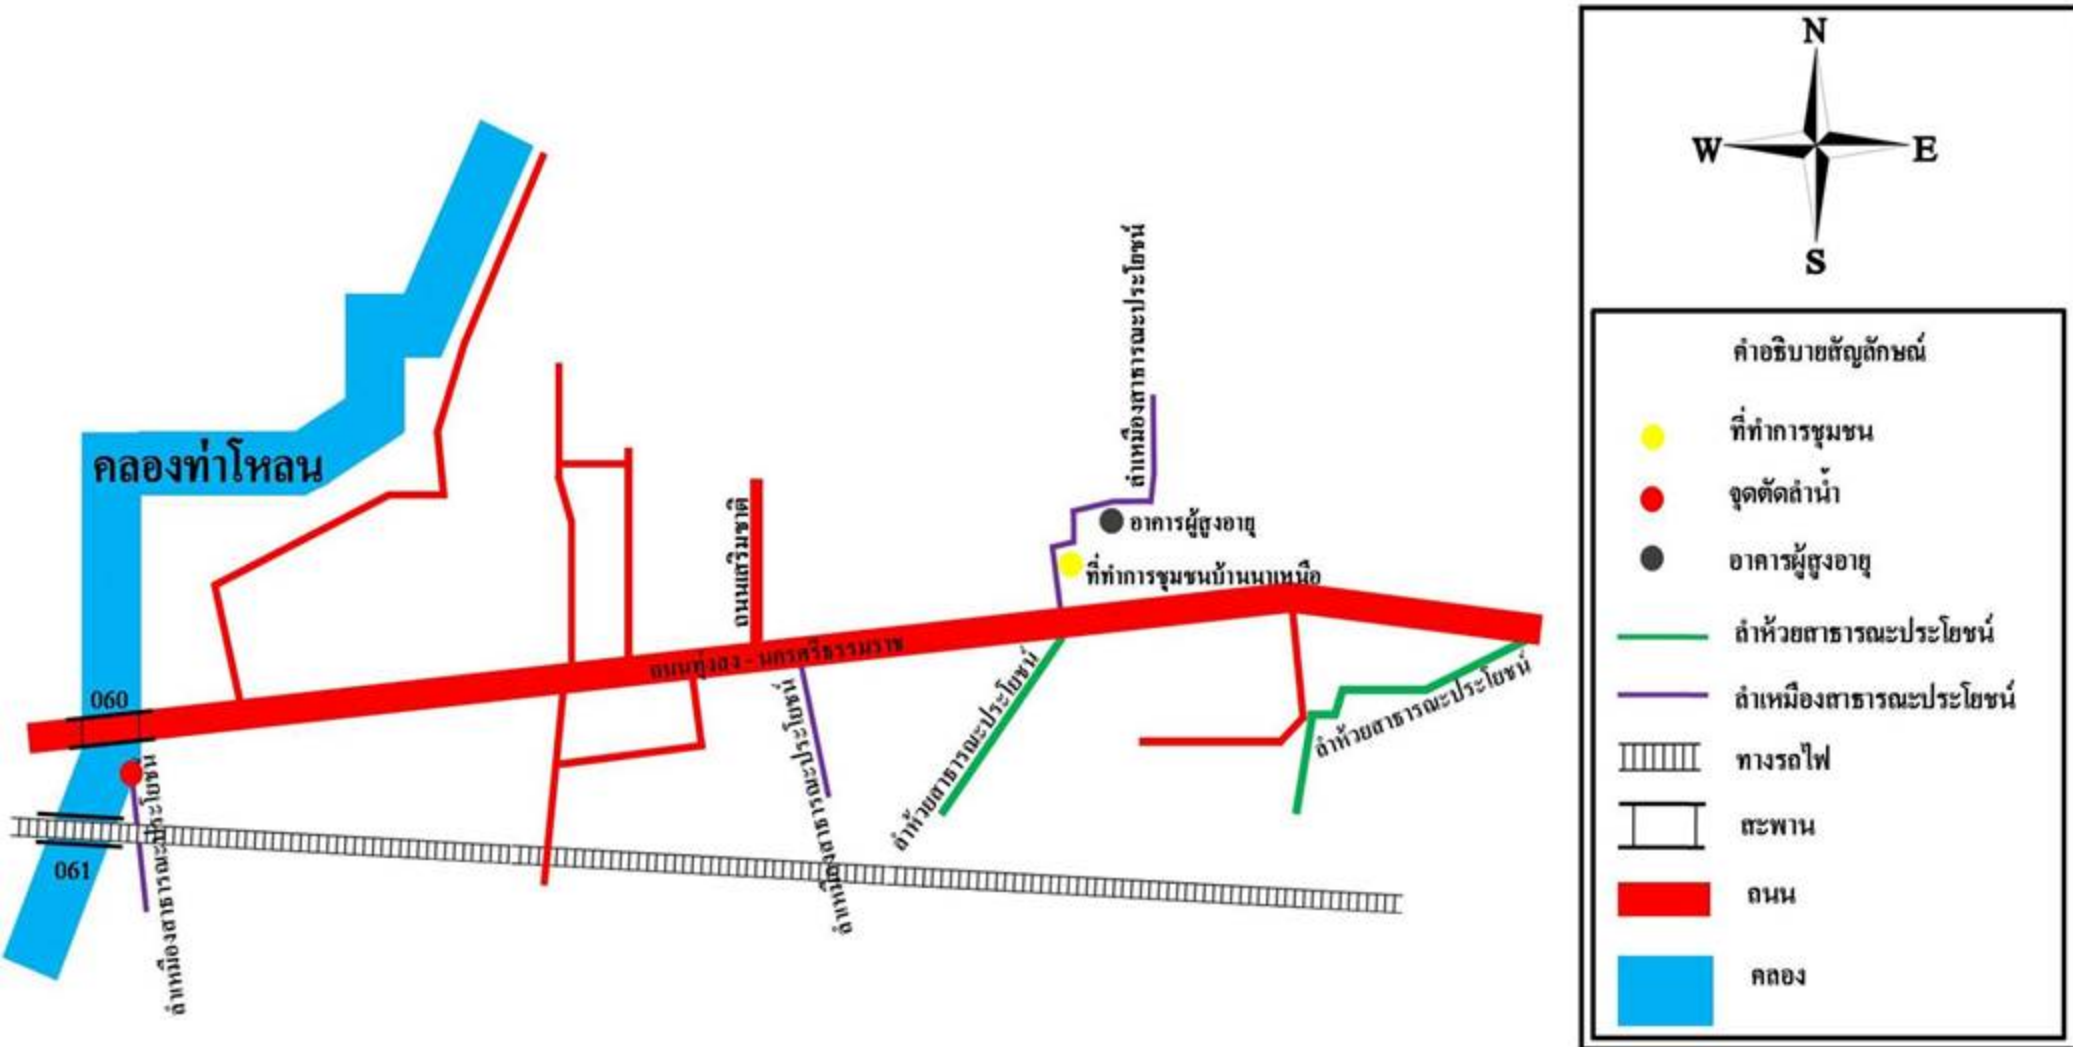 N
W
E
S
คำอธิบายสัญลักษณ์
ที่ทำการชุมชน
จุดตัดลำน้ำ
อาคารผู้สูงอายุ
ลำห้วยสาธารณะประโยชน์
ลำเหมืองสาธารณะประโยชน์
ทางรถไฟ
สะพาน
ถนน
คลอง
คลองท่าโหลน
ลำเหมืองสาธารณะประโยชน์
อาคารผู้สูงอายุ
ที่ทำการชุมชนบ้านนาเหนือ
ถนนเสริมชาติ
ถนนทุ่งสง - นครศรีธรรมราช
060
061
ลำเหมืองสาธารณะประโยชน์
ลำเหมืองสาธารณะประโยชน์
ลำห้วยสาธารณะประโยชน์
ลำห้วยสาธารณะประโยชน์